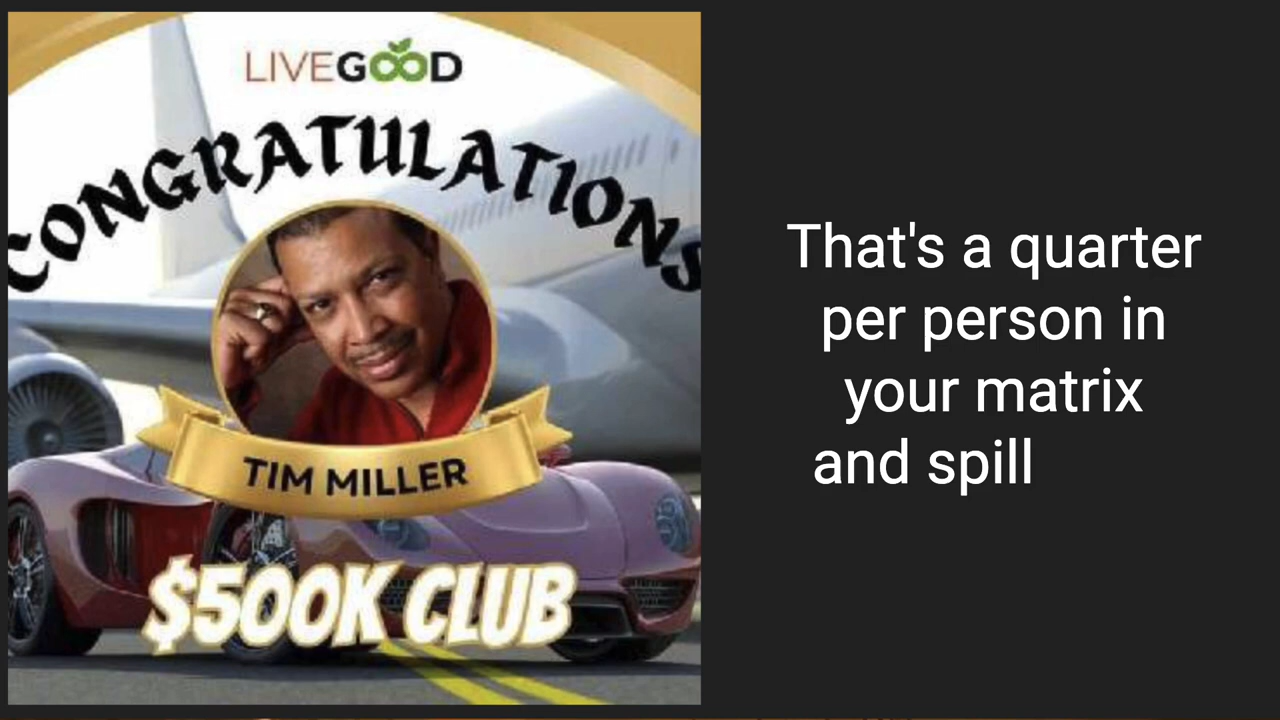 LIVEGOOD
CONGRATULATIONS
TIM MILLER
$500K CLUB
That's a quarter
per person in
your matrix
and spill